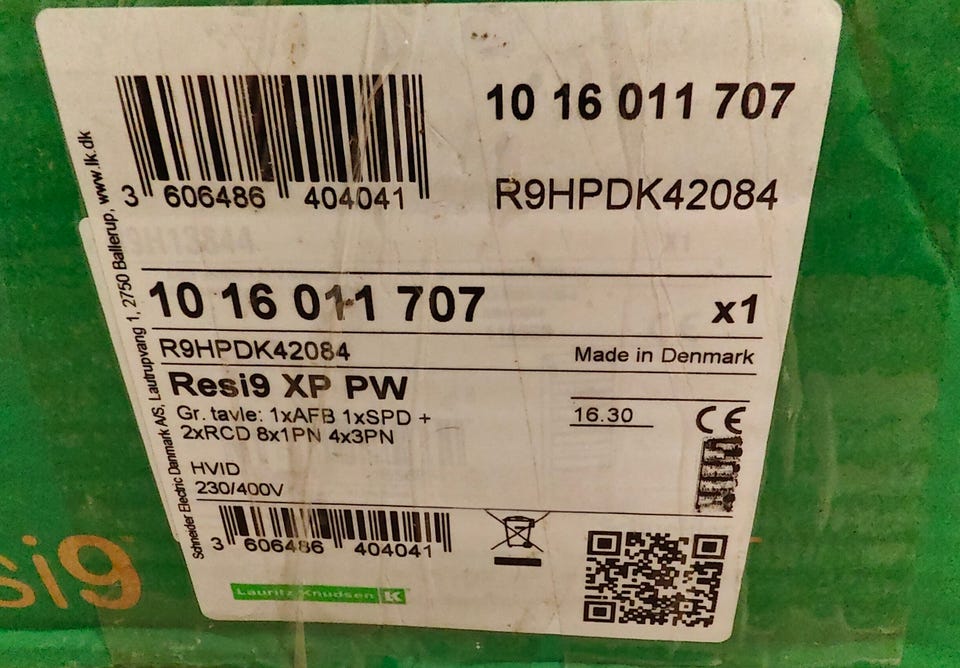 10 16 011 707
3 606486 404041
R9HPDK42084
Schneider Electric Danmark A/S, Lautrupvang 1, 2750 Ballerup, www.lk.dk
10 16 011 707 x1
R9HPDK42084 Made in Denmark
Resi9 XP PW
Gr. tavle: 1xAFB 1xSPD +
2xRCD 8x1PN 4x3PN
16.30 CE
HVID
230/400V
3 606486 404041
Lauritz Knudsen K
si9